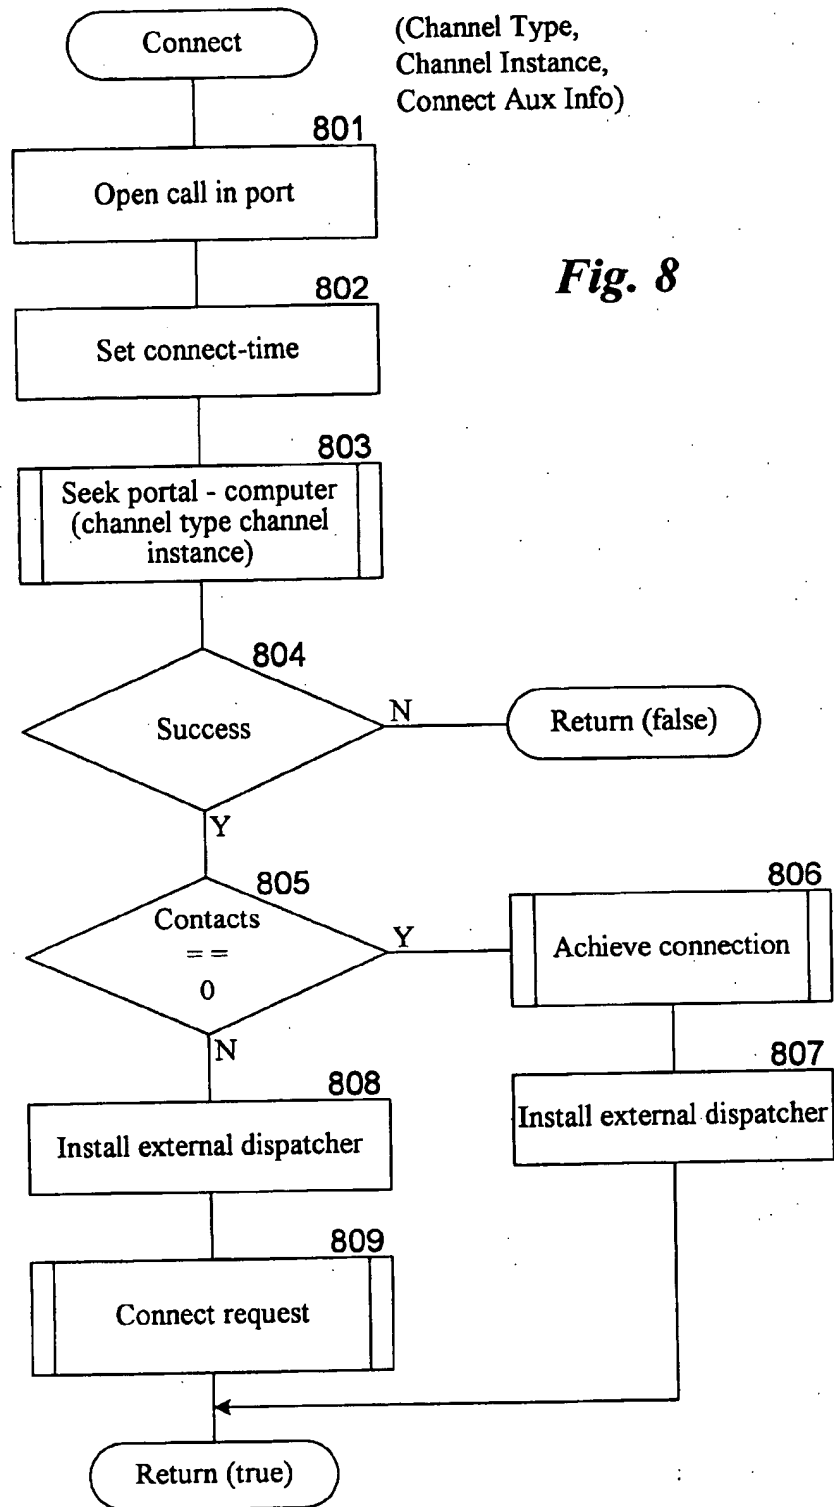 Connect
(Channel Type,
Channel Instance,
Connect Aux Info)
801
Open call in port
Fig. 8
802
Set connect-time
803
Seek portal - computer
(channel type channel
instance)
804
Success
N
Return (false)
Y
805
Contacts
= =
0
Y
806
Achieve connection
N
807
Install external dispatcher
808
Install external dispatcher
809
Connect request
Return (true)